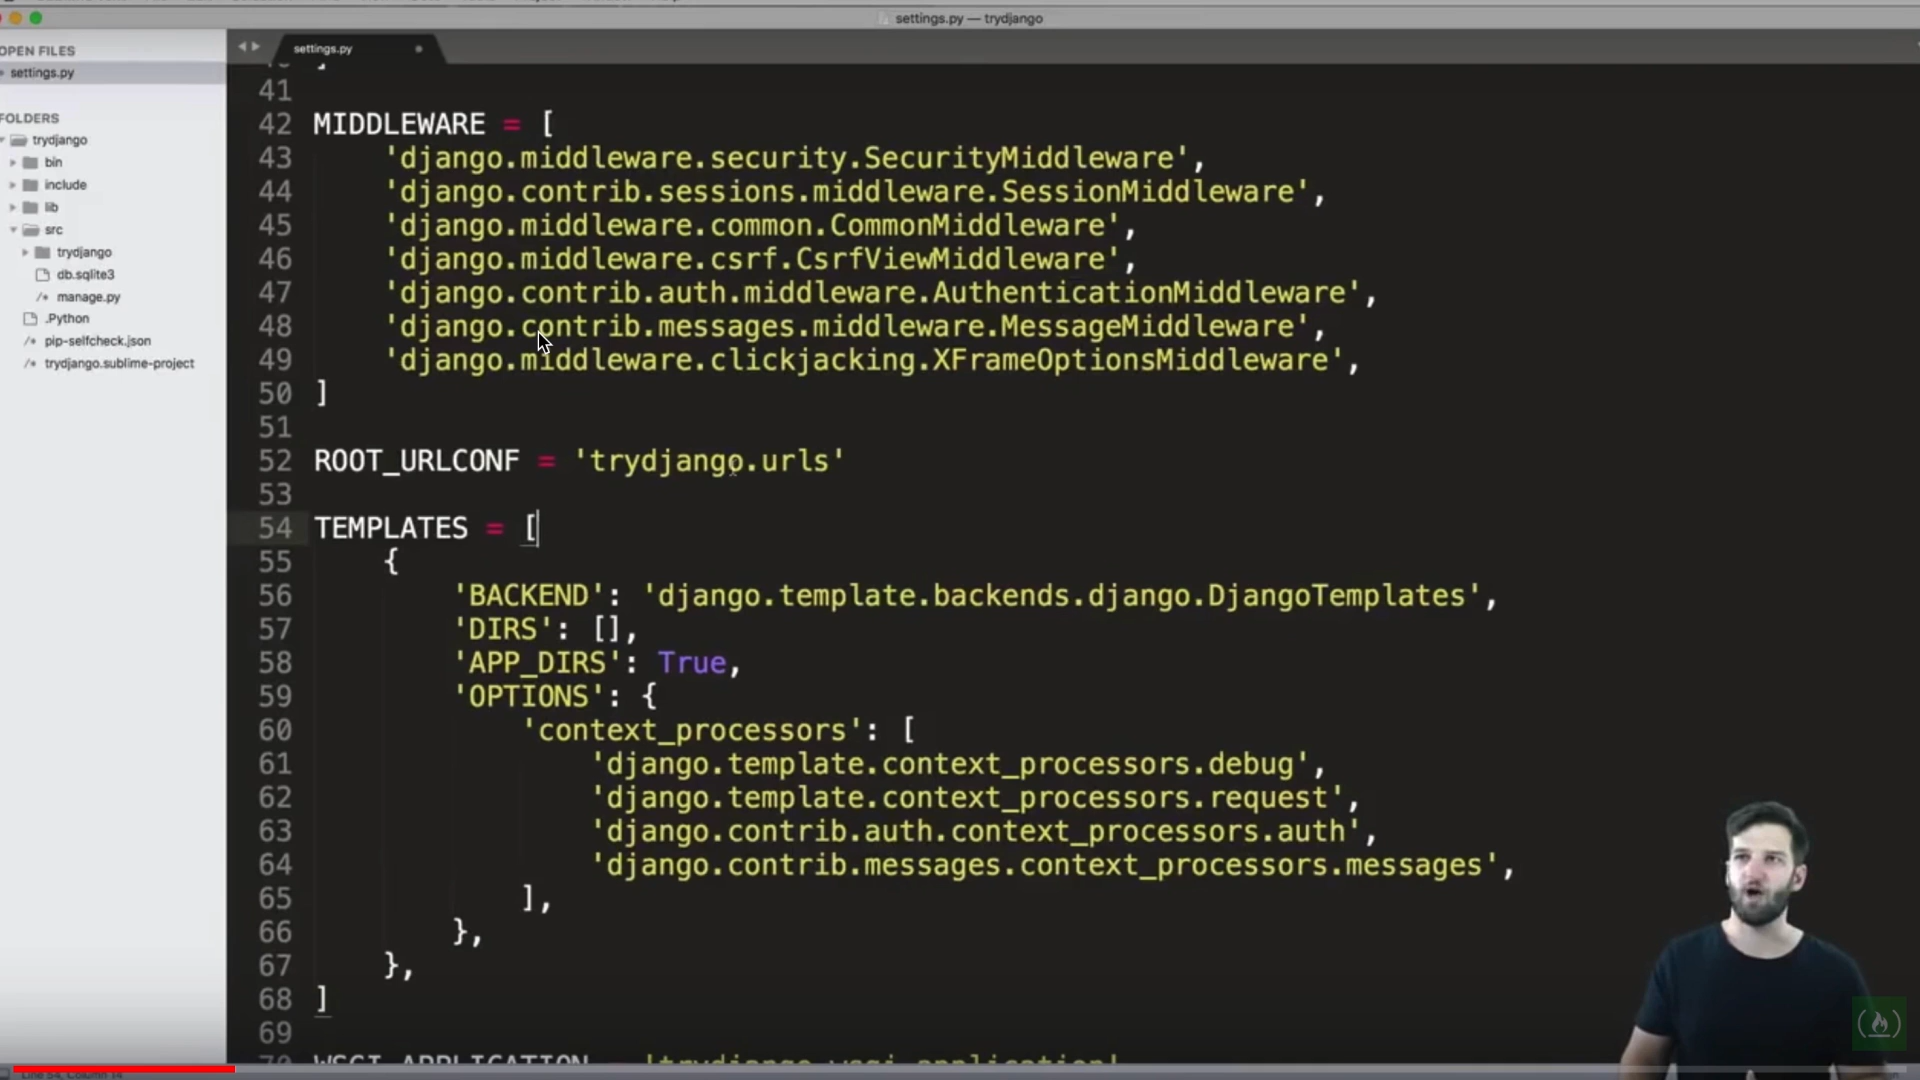 settings.py — trydjango
OPEN FILES
settings.py
FOLDERS
trydjango
bin
include
lib
src
trydjango
db.sqlite3
manage.py
.Python
pip-selfcheck.json
trydjango.sublime-project
settings.py
41
42 MIDDLEWARE = [
43 'django.middleware.security.SecurityMiddleware',
44 'django.contrib.sessions.middleware.SessionMiddleware',
45 'django.middleware.common.CommonMiddleware',
46 'django.middleware.csrf.CsrfViewMiddleware',
47 'django.contrib.auth.middleware.AuthenticationMiddleware',
48 'django.contrib.messages.middleware.MessageMiddleware',
49 'django.middleware.clickjacking.XFrameOptionsMiddleware',
50 ]
51
52 ROOT_URLCONF = 'trydjango.urls'
53
54 TEMPLATES = [
55 {
56 'BACKEND': 'django.template.backends.django.DjangoTemplates',
57 'DIRS': [],
58 'APP_DIRS': True,
59 'OPTIONS': {
60 'context_processors': [
61 'django.template.context_processors.debug',
62 'django.template.context_processors.request',
63 'django.contrib.auth.context_processors.auth',
64 'django.contrib.messages.context_processors.messages',
65 ],
66 },
67 },
68 ]
69
70 WSGI_APPLICATION = 'trydjango.wsgi.application'